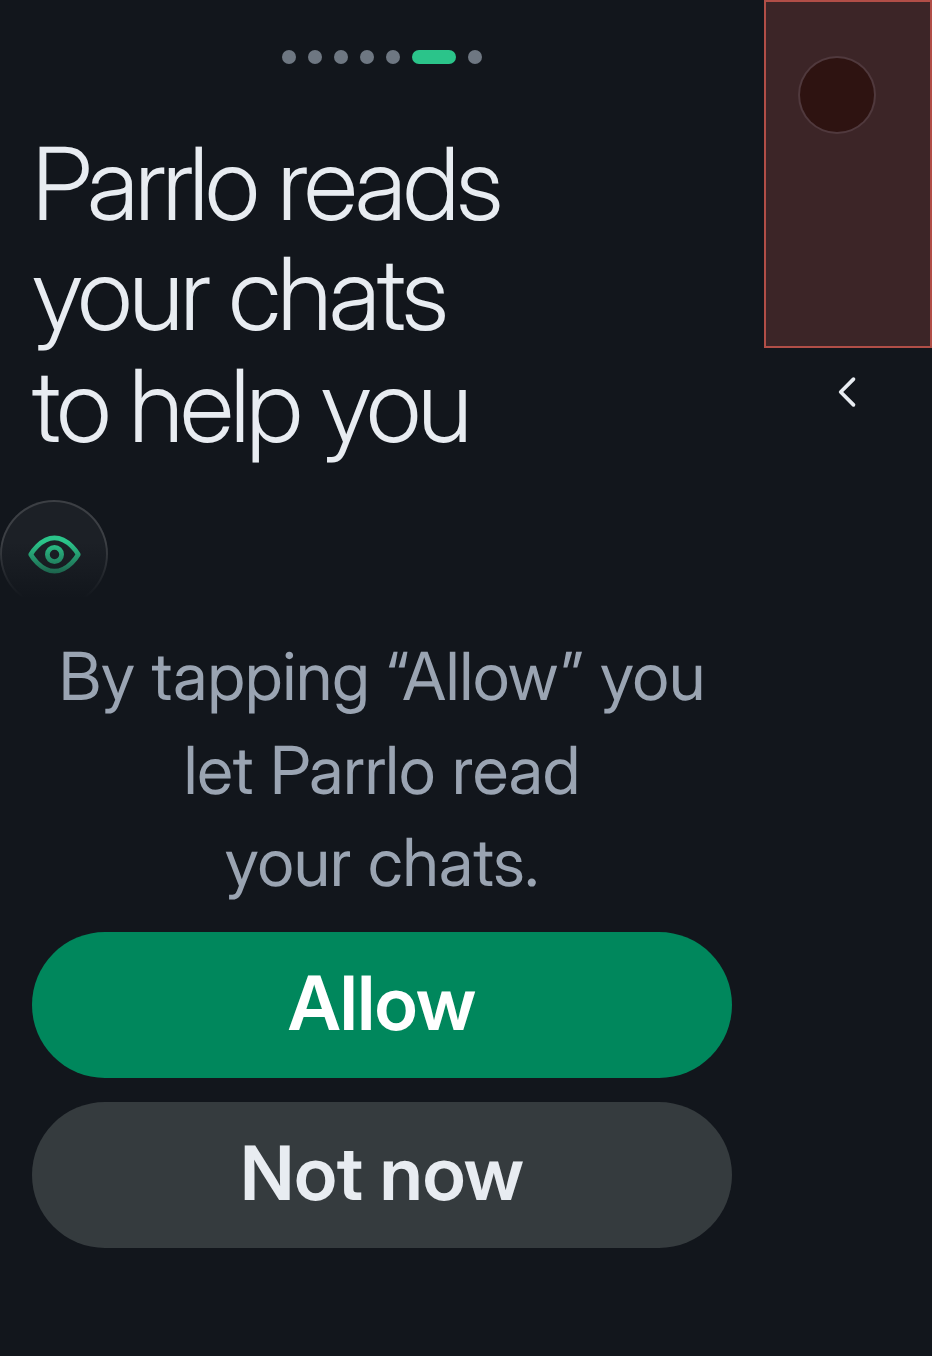 Parrlo reads
your chats
to help you
By tapping “Allow” you
let Parrlo read
your chats.
Allow
Not now